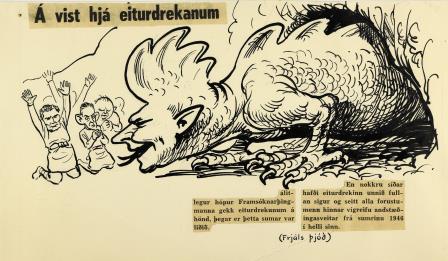 Á vist hjá eiturdrekanum
álit-
legur hópur Framsóknarþing-
manna gekk eiturdrekanum á
hönd, þegar er þetta sumar var
liðið.
En nokkru síðar
hafði eiturdrekinn unnið full-
an sigur og seitt alla forustu-
menn hinnar vígreifu andstæð-
ingasveitar frá sumrinu 1946
í helli sinn.
(Frjáls þjóð)